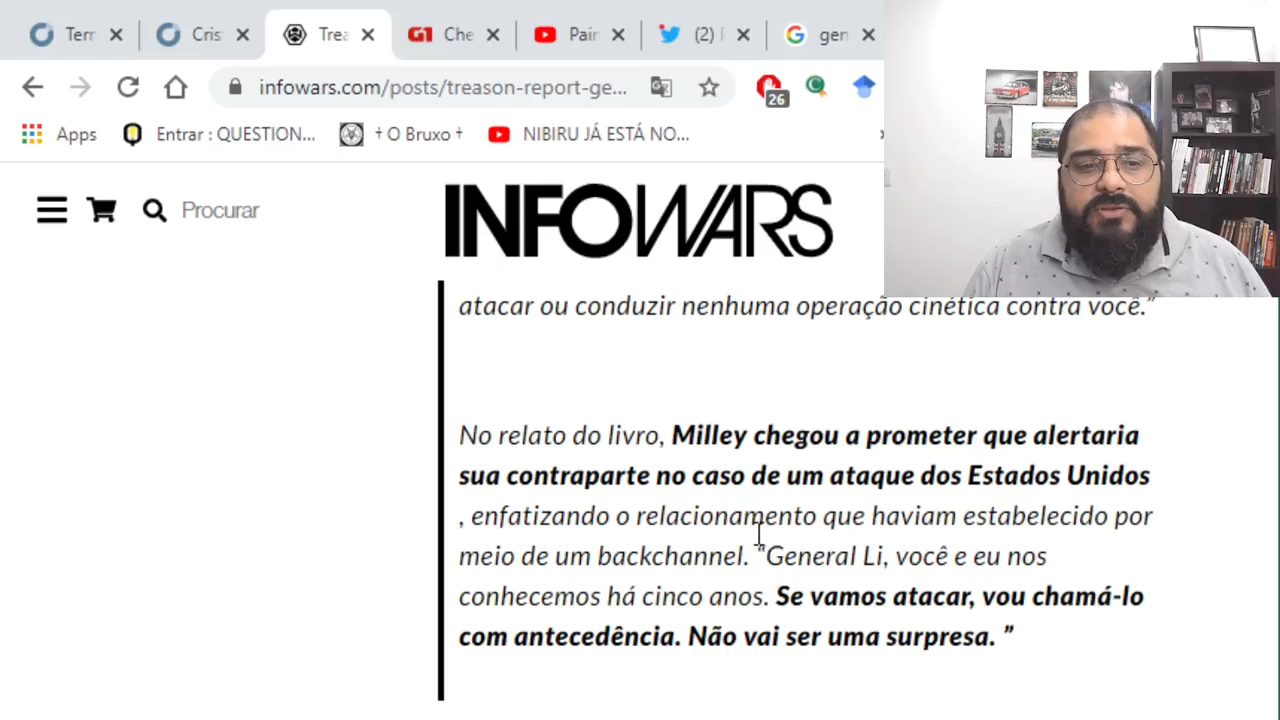 Terr
Cris
Trea
G1 Che
Pair
(2)
gen
infowars.com/posts/treason-report-ge...
26
Apps
Entrar : QUESTION...
† O Bruxo †
NIBIRU JÁ ESTÁ NO...
Procurar
INFOWARS
atacar ou conduzir nenhuma operação cinética contra você.”
No relato do livro, Milley chegou a prometer que alertaria
sua contraparte no caso de um ataque dos Estados Unidos
, enfatizando o relacionamento que haviam estabelecido por
meio de um backchannel. “General Li, você e eu nos
conhecemos há cinco anos. Se vamos atacar, vou chamá-lo
com antecedência. Não vai ser uma surpresa. ”